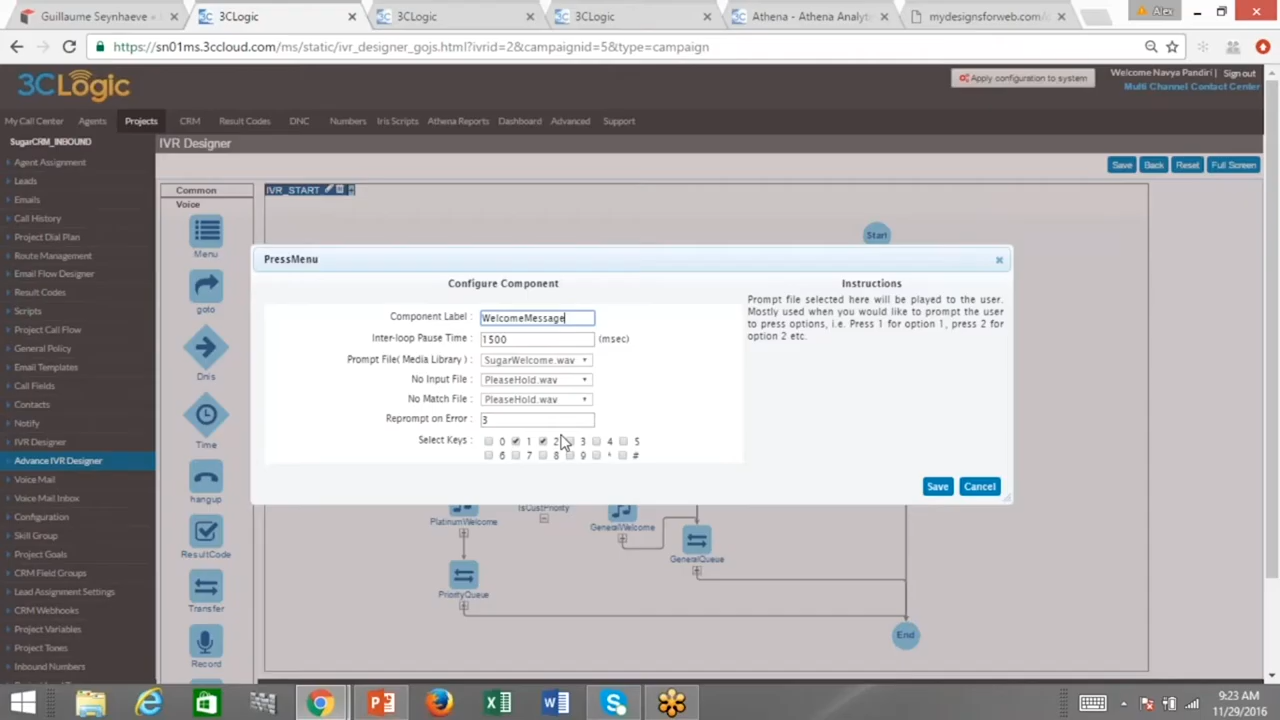 Guillaume Seynhaeve «
3CLogic
3CLogic
3CLogic
Athena - Athena Analyt
mydesignsforweb.com/
Alex
https://sn01ms.3ccloud.com/ms/static/ivr_designer_gojs.html?ivrid=2&campaignid=5&type=campaign
3CLogic
Apply configuration to system
Welcome Navya Pandiri | Sign out
Multi Channel Contact Center
My Call Center Agents Projects CRM Result Codes DNC Numbers Iris Scripts Athena Reports Dashboard Advanced Support
SugarCRM_INBOUND
IVR Designer
Agent Assignment
Leads
Emails
Call History
Project Dial Plan
Route Management
Email Flow Designer
Result Codes
Scripts
Project Call Flow
General Policy
Email Templates
Call Fields
Contacts
Notify
IVR Designer
Advance IVR Designer
Voice Mail
Voice Mail Inbox
Configuration
Skill Group
Project Goals
CRM Field Groups
Lead Assignment Settings
CRM Webhooks
Project Variables
Project Tones
Inbound Numbers
Save Back Reset Full Screen
Common
Voice
Menu
goto
Dnis
Time
hangup
ResultCode
Transfer
Record
IVR_START
Start
PressMenu
Configure Component
Component Label : WelcomeMessage
Inter-loop Pause Time : 1500 (msec)
Prompt File( Media Library ) : SugarWelcome.wav
No Input File : PleaseHold.wav
No Match File : PleaseHold.wav
Reprompt on Error : 3
Select Keys : 0 1 2 3 4 5
6 7 8 9 * #
Instructions
Prompt file selected here will be played to the user.
Mostly used when you would like to prompt the user
to press options, i.e. Press 1 for option 1, press 2 for
option 2 etc.
Save Cancel
PlatinumWelcome
IsCustPriority
GeneralWelcome
GeneralQueue
PriorityQueue
End
9:23 AM
11/29/2016